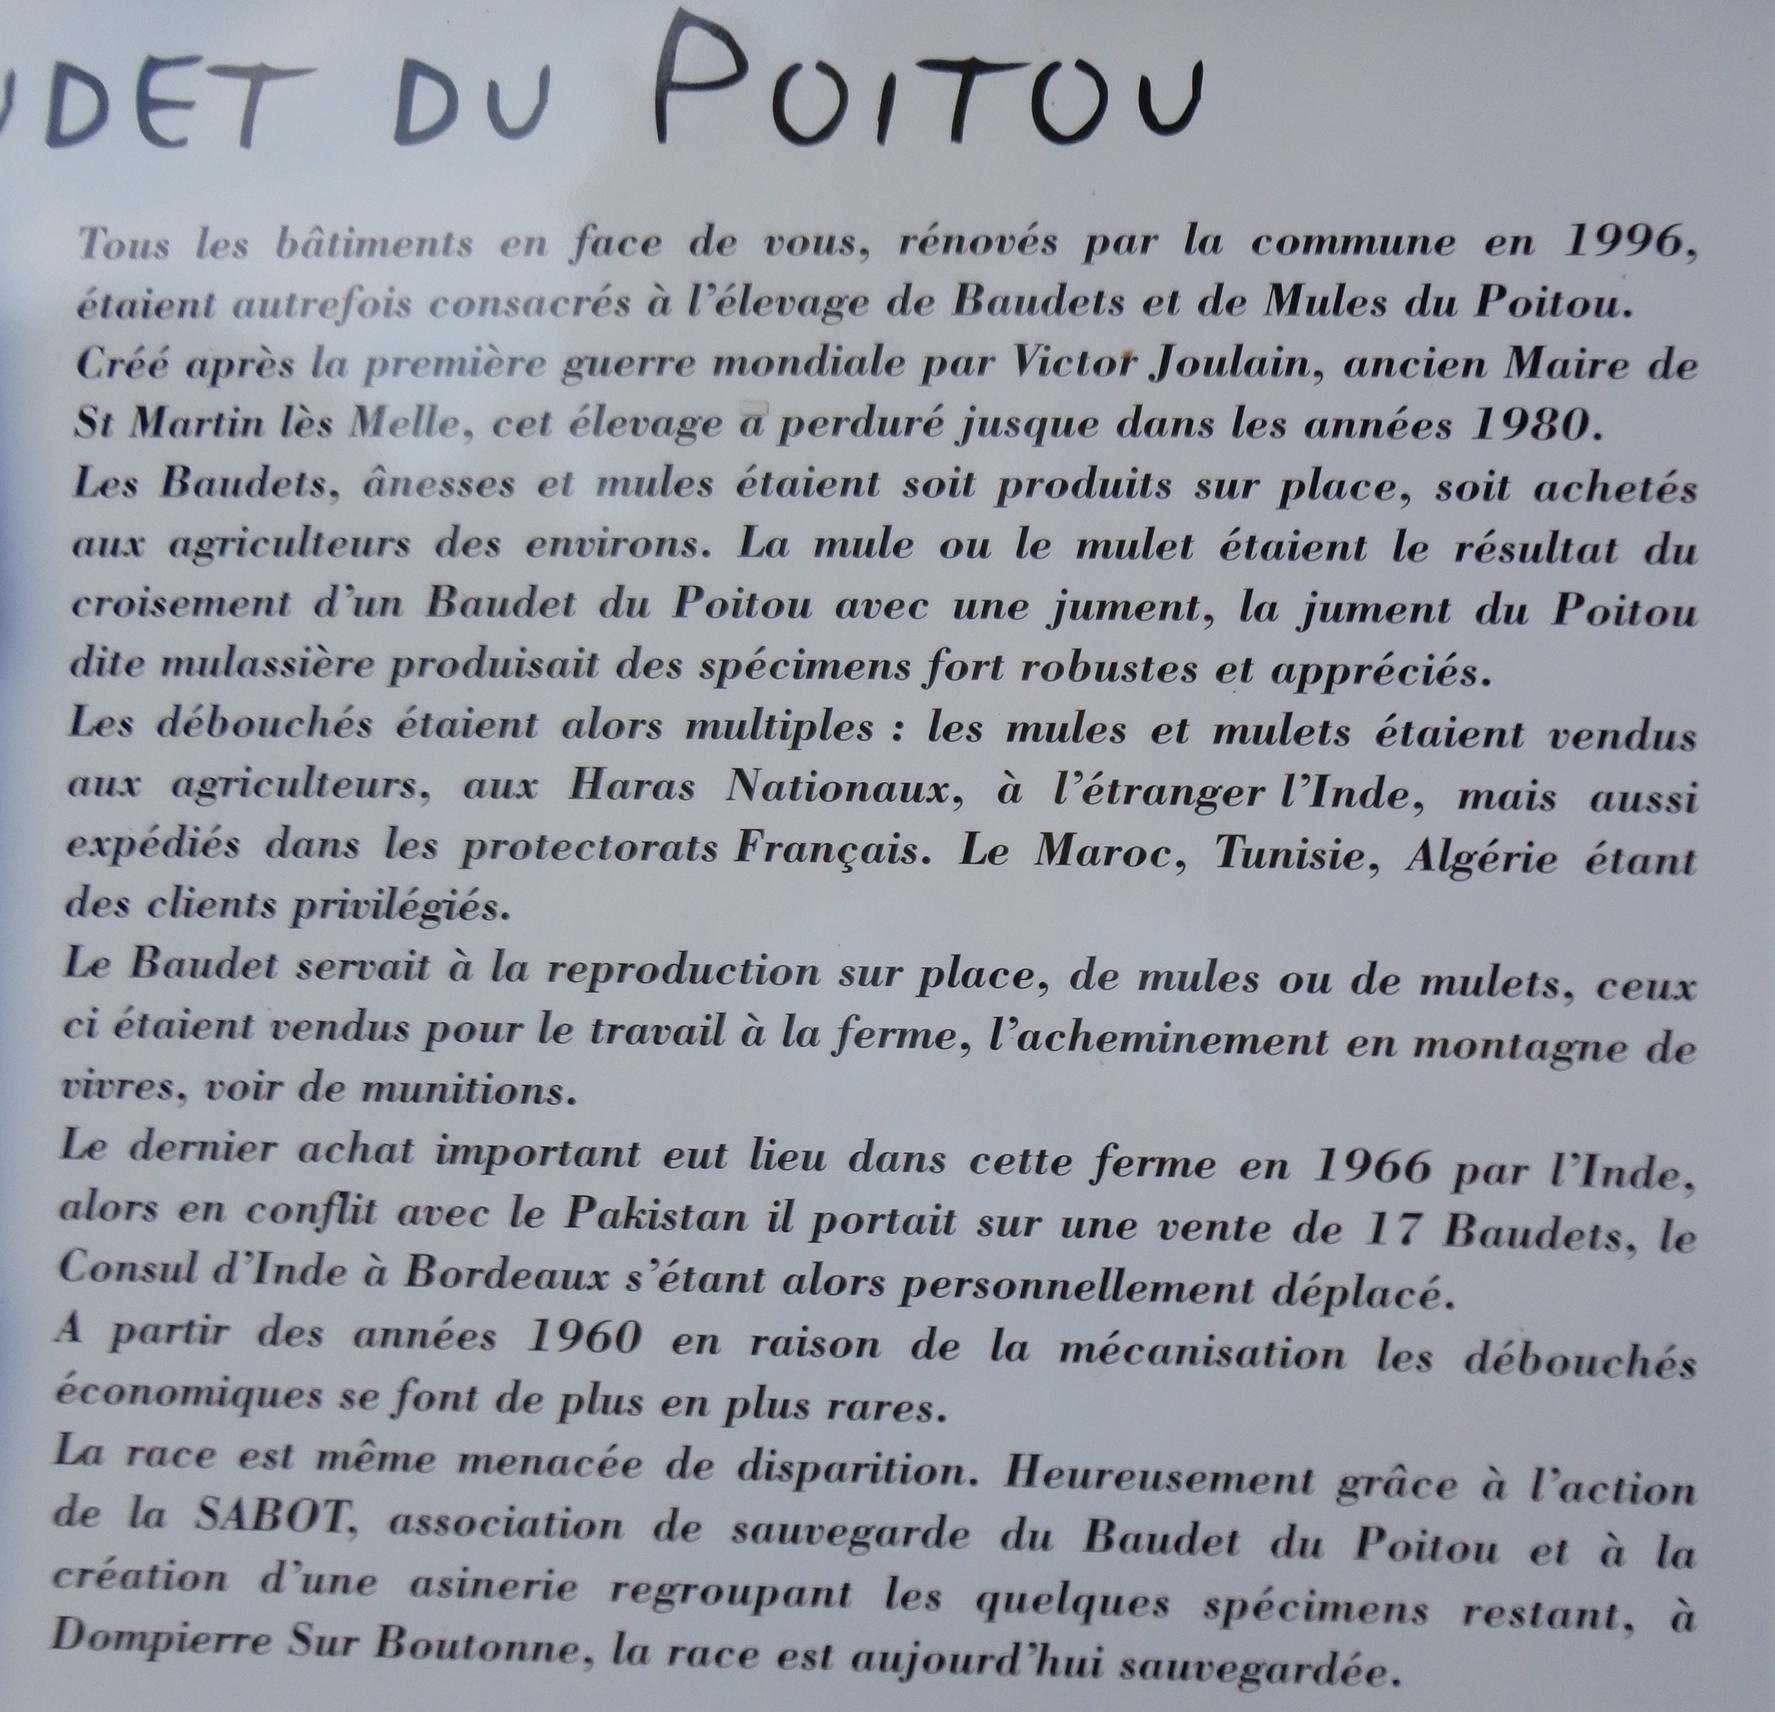 UDET DU POITOU
Tous les bâtiments en face de vous, rénovés par la commune en 1996,
étaient autrefois consacrés à l'élevage de Baudets et de Mules du Poitou.
Créé après la première guerre mondiale par Victor Joulain, ancien Maire de
St Martin lès Melle, cet élevage a perduré jusque dans les années 1980.
Les Baudets, ânesses et mules étaient soit produits sur place, soit achetés
aux agriculteurs des environs. La mule ou le mulet étaient le résultat du
croisement d'un Baudet du Poitou avec une jument, la jument du Poitou
dite mulassière produisait des spécimens fort robustes et appréciés.
Les débouchés étaient alors multiples : les mules et mulets étaient vendus
aux agriculteurs, aux Haras Nationaux, à l'étranger l'Inde, mais aussi
expédiés dans les protectorats Français. Le Maroc, Tunisie, Algérie étant
des clients privilégiés.
Le Baudet servait à la reproduction sur place, de mules ou de mulets, ceux
ci étaient vendus pour le travail à la ferme, l'acheminement en montagne de
vivres, voir de munitions.
Le dernier achat important eut lieu dans cette ferme en 1966 par l'Inde,
alors en conflit avec le Pakistan il portait sur une vente de 17 Baudets, le
Consul d'Inde à Bordeaux s'étant alors personnellement déplacé.
A partir des années 1960 en raison de la mécanisation les débouchés
économiques se font de plus en plus rares.
La race est même menacée de disparition. Heureusement grâce à l'action
de la SABOT, association de sauvegarde du Baudet du Poitou et à la
création d'une asinerie regroupant les quelques spécimens restant, à
Dompierre Sur Boutonne, la race est aujourd'hui sauvegardée.